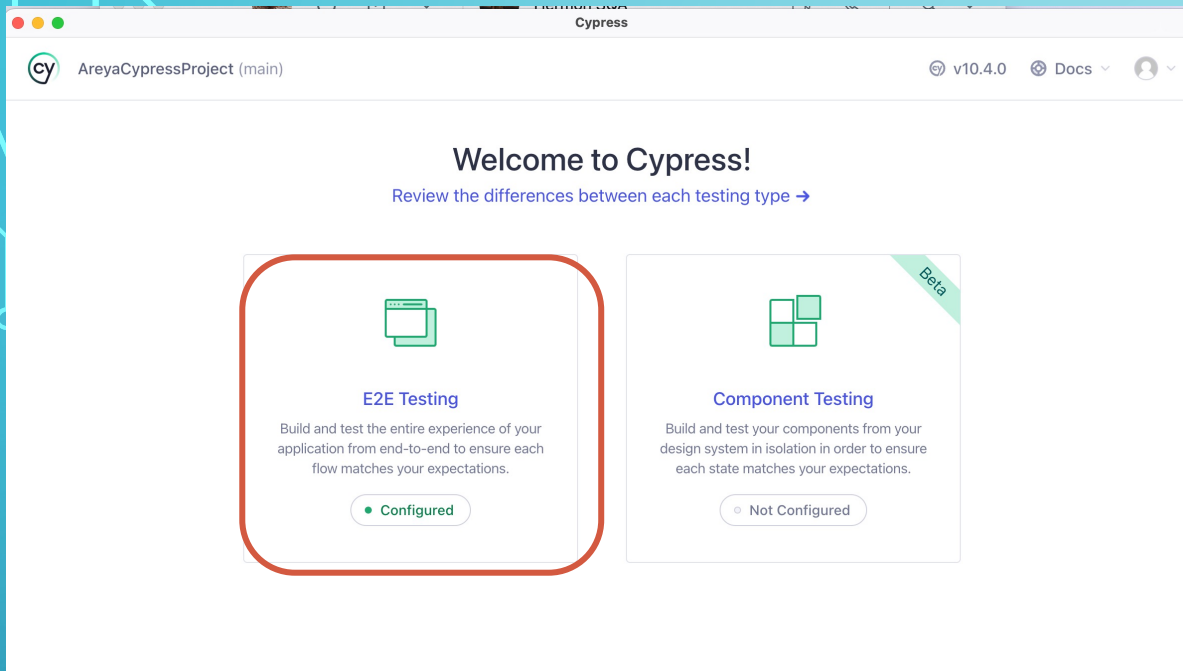 Cypress
cy AreyaCypressProject (main)
cy v10.4.0 Docs
Welcome to Cypress!
Review the differences between each testing type →
Beta
E2E Testing
Build and test the entire experience of your
application from end-to-end to ensure each
flow matches your expectations.
Configured
Component Testing
Build and test your components from your
design system in isolation in order to ensure
each state matches your expectations.
Not Configured